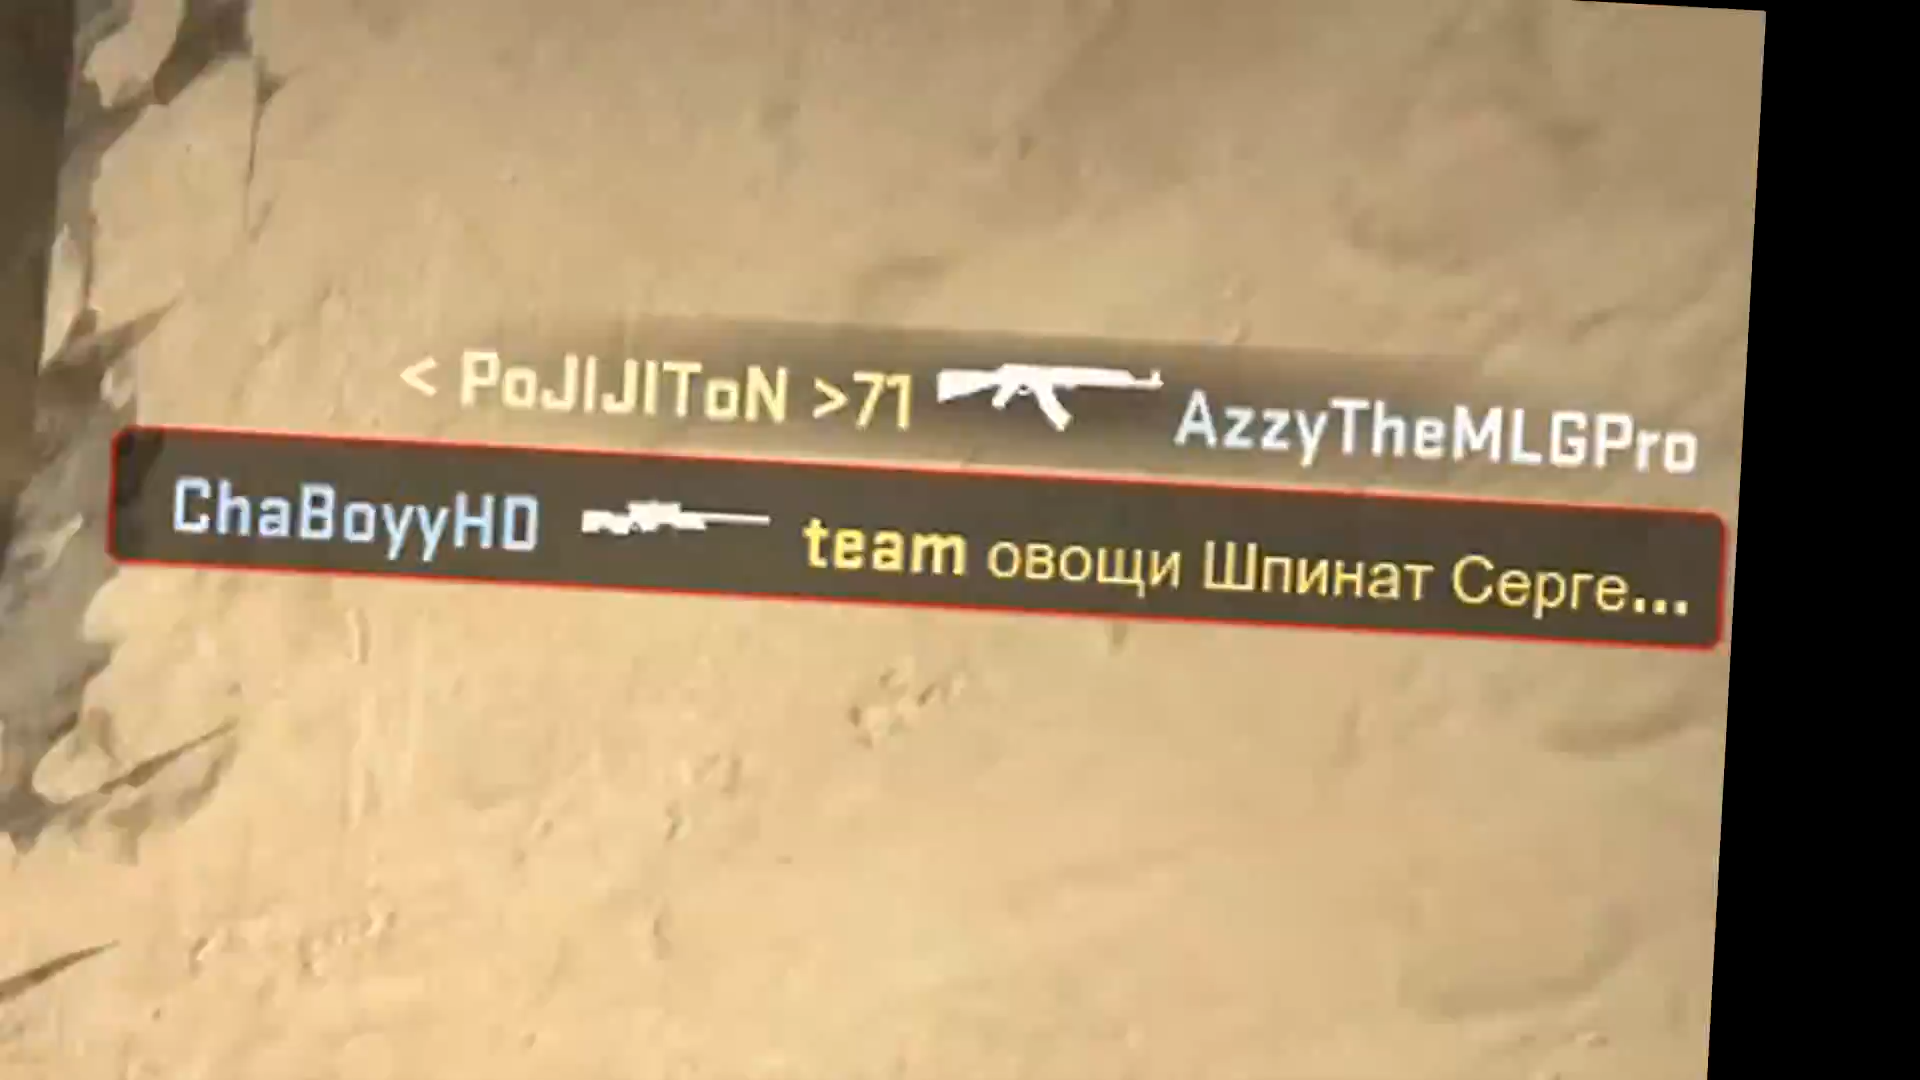 < PoJIJIToN >71 AzzyTheMLGPro
ChaBoyyHD team овощи Шпинат Серге...